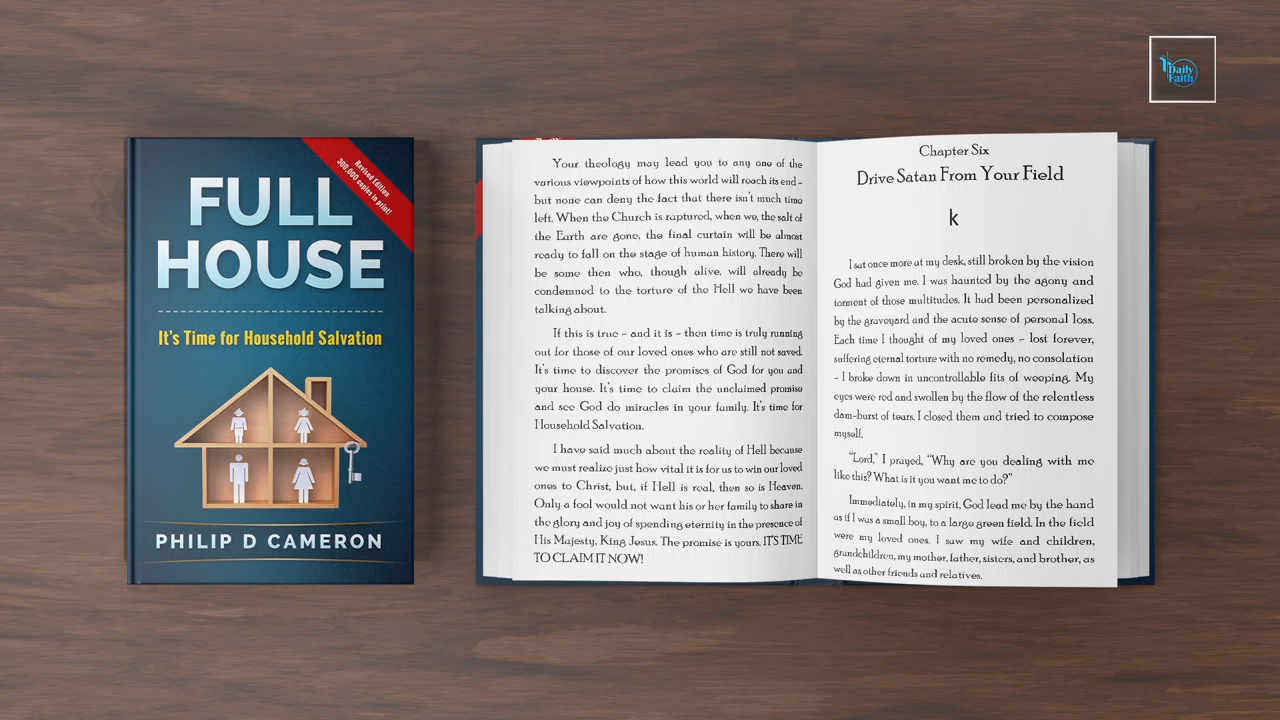 Daily
Faith
Revised Edition
300,000 copies in print!
FULL
HOUSE
It's Time for Household Salvation
PHILIP D CAMERON
Your theology may lead you to any one of the
various viewpoints of how this world will reach its end –
but none can deny the fact that there isn't much time
left. When the Church is raptured, when we, the salt of
the Earth are gone, the final curtain will be almost
ready to fall on the stage of human history. There will
be some then who, though alive, will already be
condemned to the torture of the Hell we have been
talking about.
If this is true – and it is – then time is truly running
out for those of our loved ones who are still not saved.
It's time to discover the promises of God for you and
your house. It's time to claim the unclaimed promise
and see God do miracles in your family. It's time for
Household Salvation.
I have said much about the reality of Hell because
we must realize just how vital it is for us to win our loved
ones to Christ, but, if Hell is real, then so is Heaven.
Only a fool would not want his or her family to share in
the glory and joy of spending eternity in the presence of
His Majesty, King Jesus. The promise is yours. IT'S TIME
TO CLAIM IT NOW!
Chapter Six
Drive Satan From Your Field
k
I sat once more at my desk, still broken by the vision
God had given me. I was haunted by the agony and
torment of those multitudes. It had been personalized
by the graveyard and the acute sense of personal loss.
Each time I thought of my loved ones – lost forever,
suffering eternal torture with no remedy, no consolation
– I broke down in uncontrollable fits of weeping. My
eyes were red and swollen by the flow of the relentless
dam-burst of tears. I closed them and tried to compose
myself.
"Lord," I prayed, "Why are you dealing with me
like this? What is it you want me to do?"
Immediately, in my spirit, God lead me by the hand
as if I was a small boy, to a large green field. In the field
were my loved ones. I saw my wife and children,
grandchildren, my mother, father, sisters, and brother, as
well as other friends and relatives.